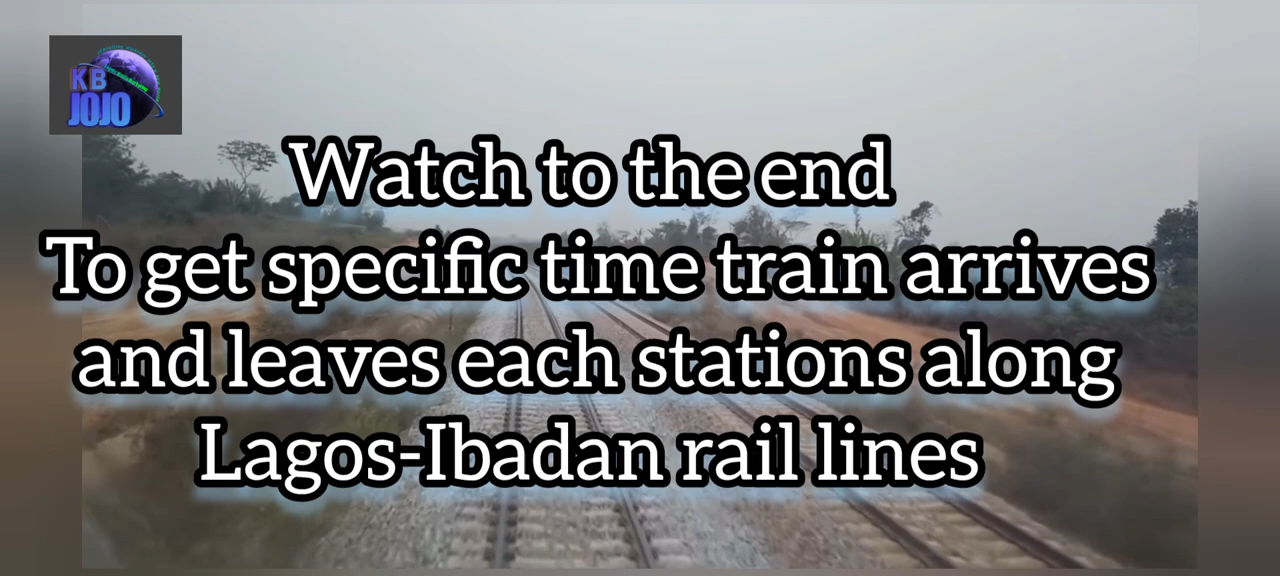 KB
JOJO
Watch to the end
To get specific time train arrives
and leaves each stations along
Lagos-Ibadan rail lines